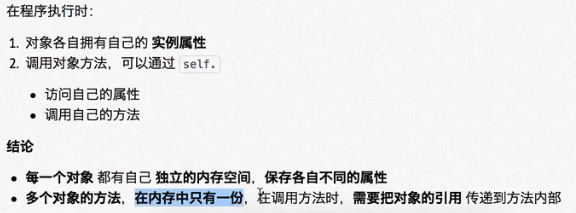 在程序执行时：
1. 对象各自拥有自己的 实例属性
2. 调用对象方法，可以通过 self.
• 访问自己的属性
• 调用自己的方法
结论
• 每一个对象 都有自己 独立的内存空间，保存各自不同的属性
• 多个对象的方法，在内存中只有一份，在调用方法时，需要把对象的引用 传递到方法内部